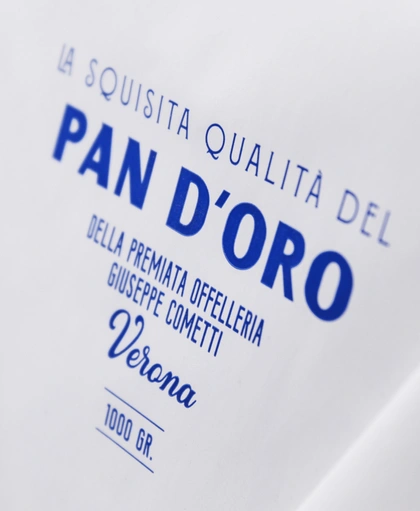 LA SQUISITA QUALITÀ DEL
PAN D'ORO
DELLA PREMIATA OFFELLERIA
GIUSEPPE COMETTI
Verona
1000 GR.